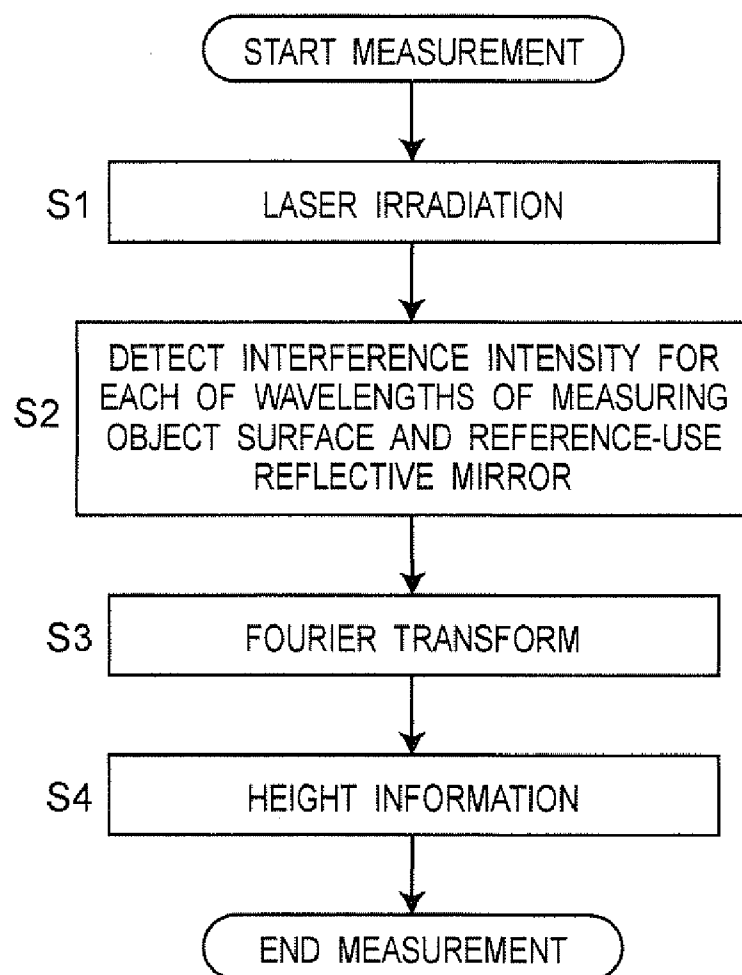 START MEASUREMENT
S1
LASER IRRADIATION
S2
DETECT INTERFERENCE INTENSITY FOR
EACH OF WAVELENGTHS OF MEASURING
OBJECT SURFACE AND REFERENCE-USE
REFLECTIVE MIRROR
S3
FOURIER TRANSFORM
S4
HEIGHT INFORMATION
END MEASUREMENT